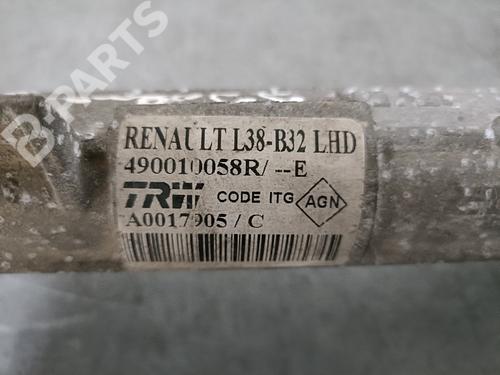 B-PARTS
RENAULT L38-B32 LHD
490010058R/ --E
TRW CODE ITG AGN
A0017905 / C